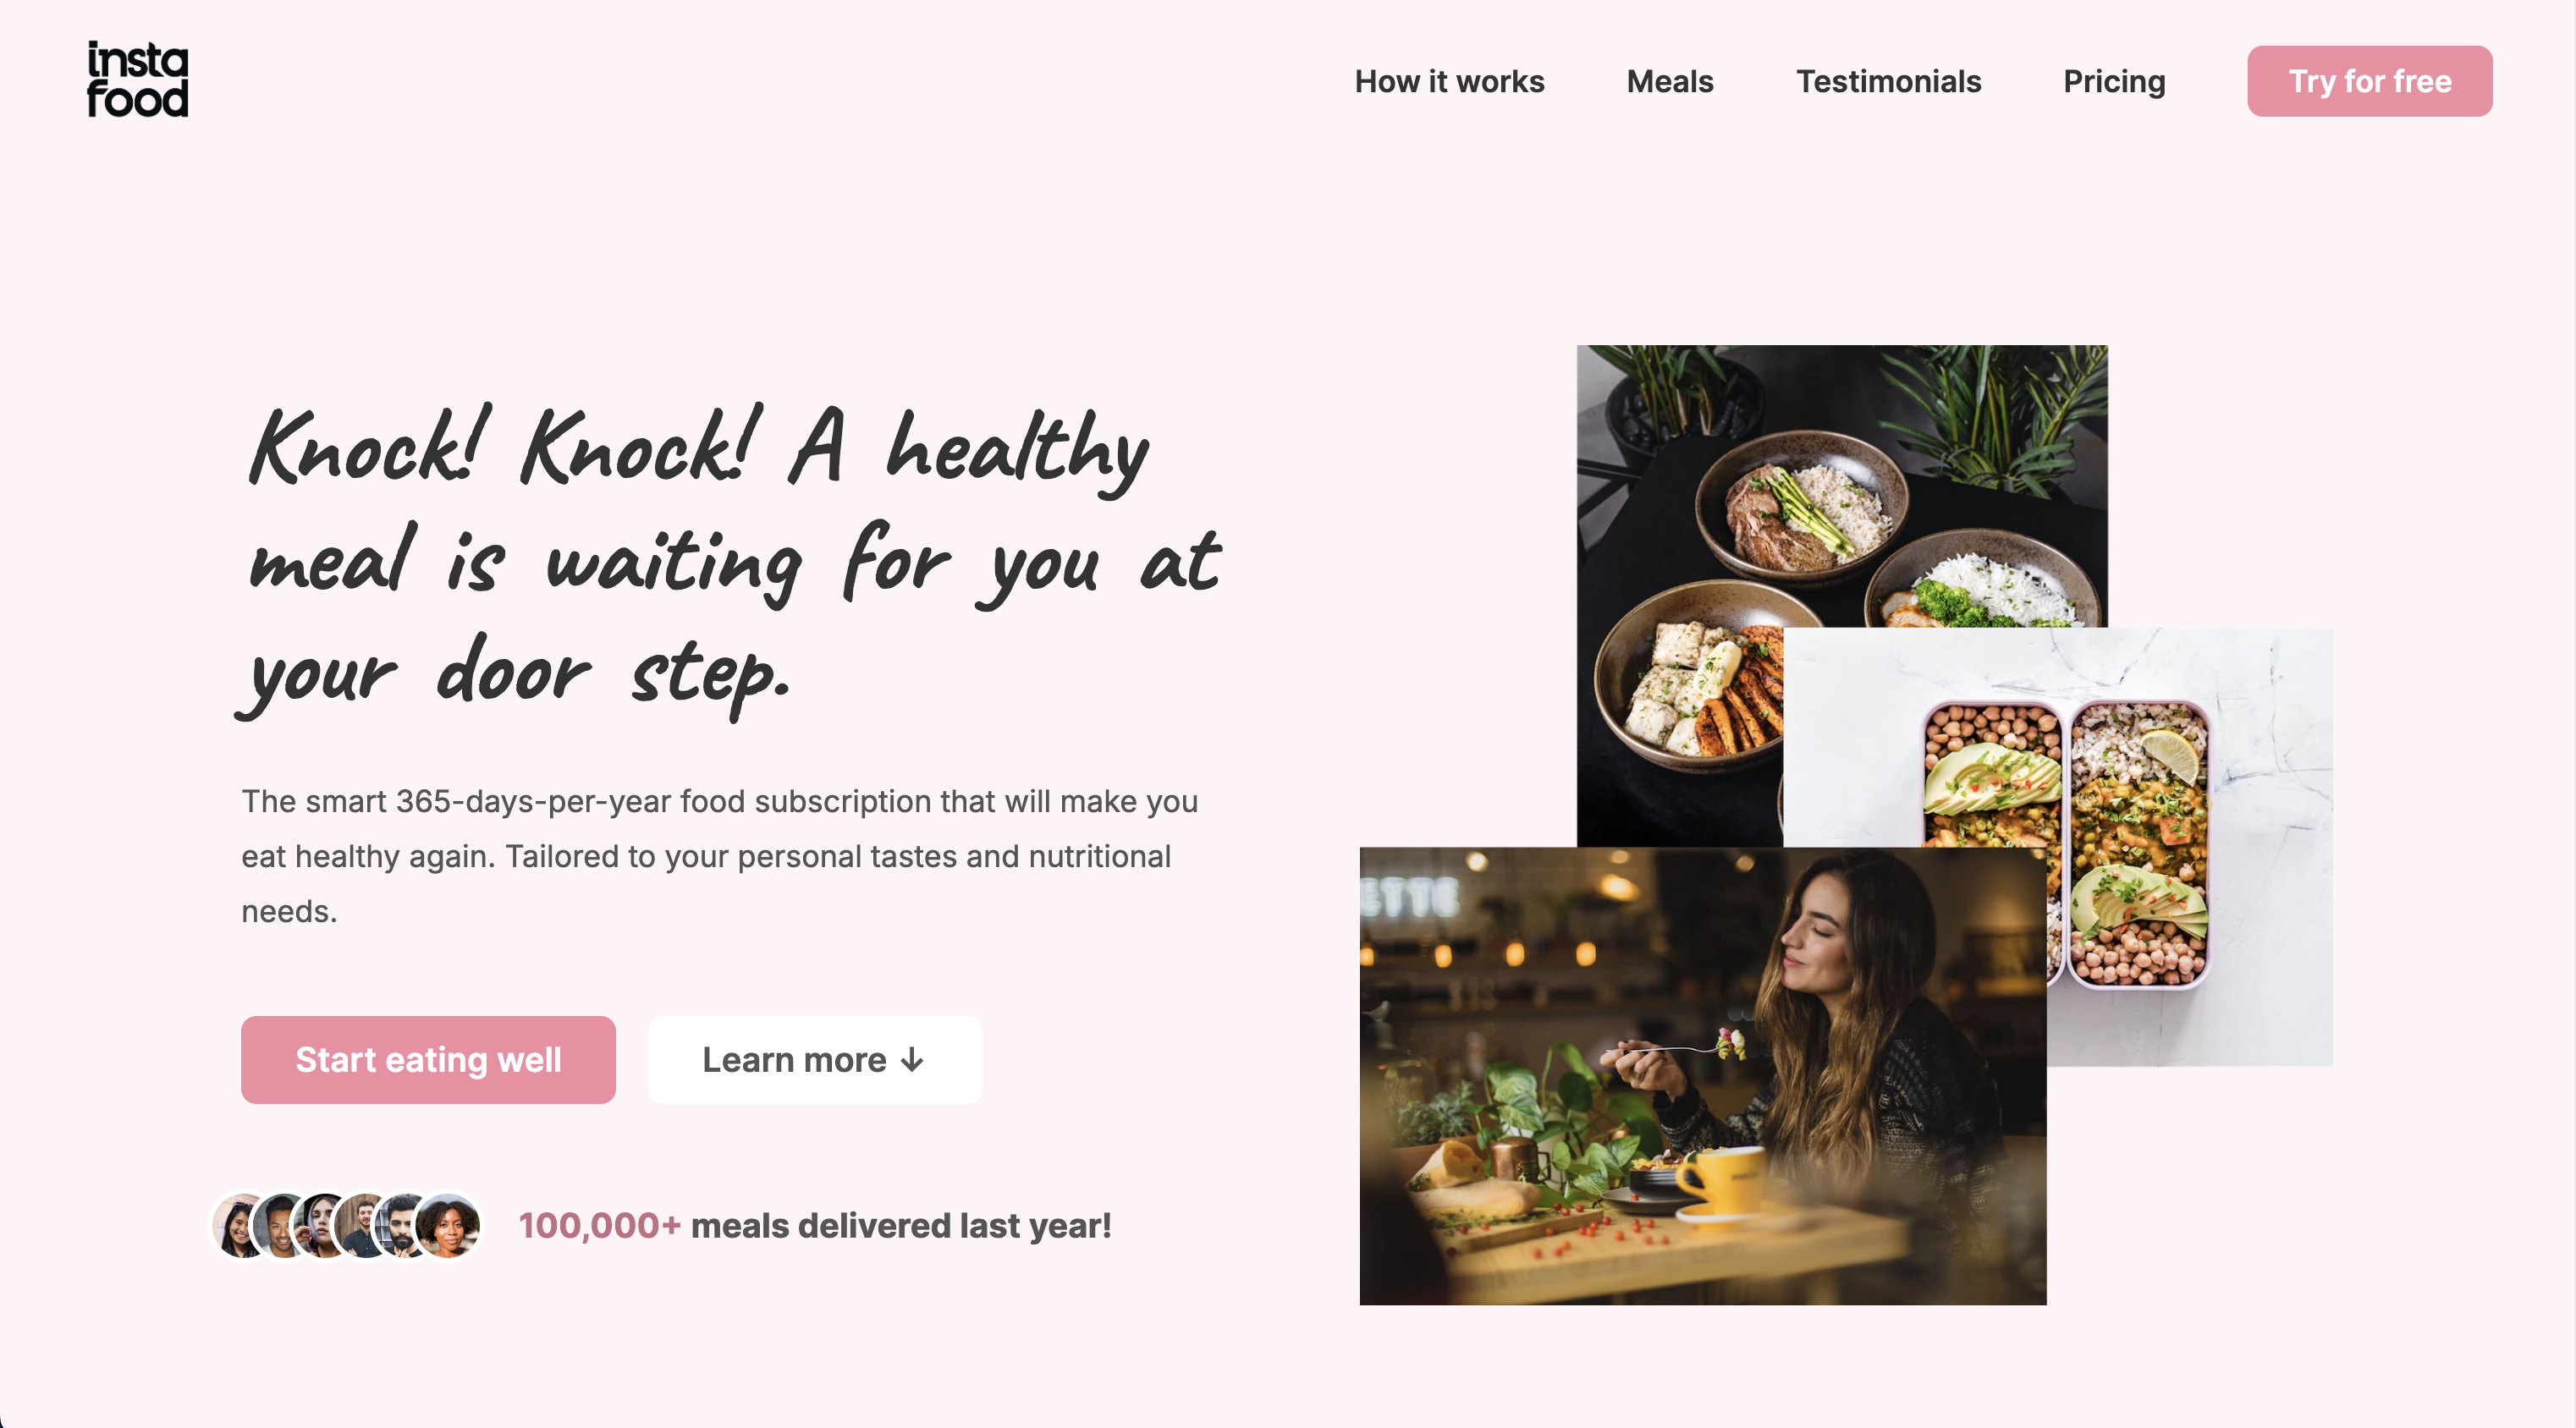 insta
food
How it works
Meals
Testimonials
Pricing
Try for free
Knock! Knock! A healthy
meal is waiting for you at
your door step.
The smart 365-days-per-year food subscription that will make you
eat healthy again. Tailored to your personal tastes and nutritional
needs.
Start eating well
Learn more ↓
100,000+ meals delivered last year!
ETTE